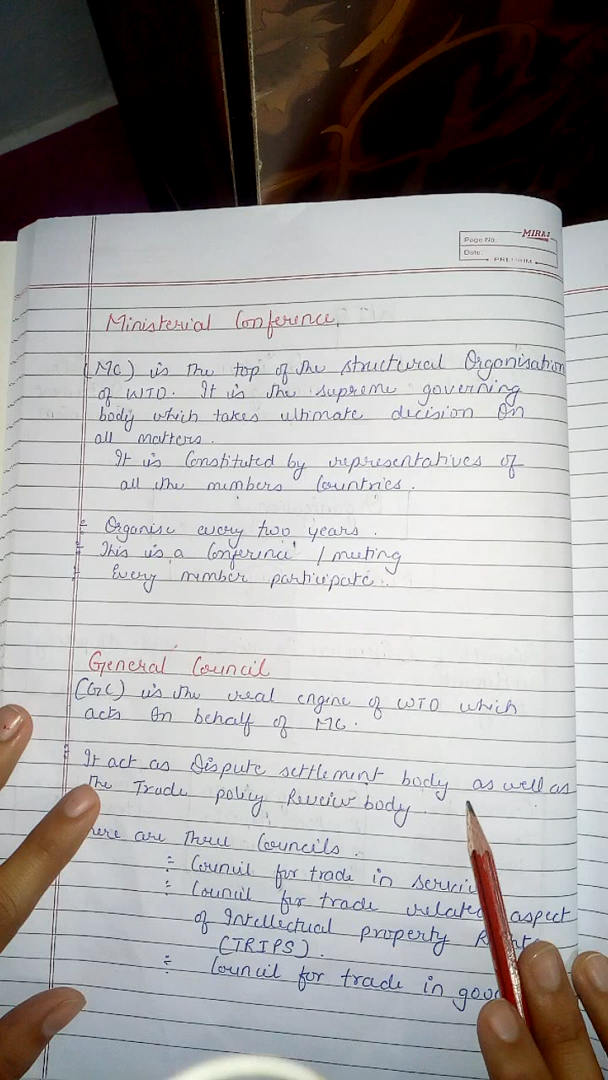 MIRAJ
Page No.
Date:
PREMIUM
Ministerial Conference.
(MC) is the top of the structural Organisation
of WTO. It is the supreme governing
body which takes ultimate decision On
all matters.
It is Constituted by representatives of
all the members Countries.
Organise every two years.
This is a Conference / meeting
Every member participate.
General Council
(GC) is the real engine of WTO which
acts On behalf of MC.
It act as Dispute settlement body as well as
The Trade policy Review body.
here are Three Councils.
÷ Council for trade in servic
÷ Council for trade related aspect
of Intellectual property R
(TRIPS).
÷ Council for trade in goo